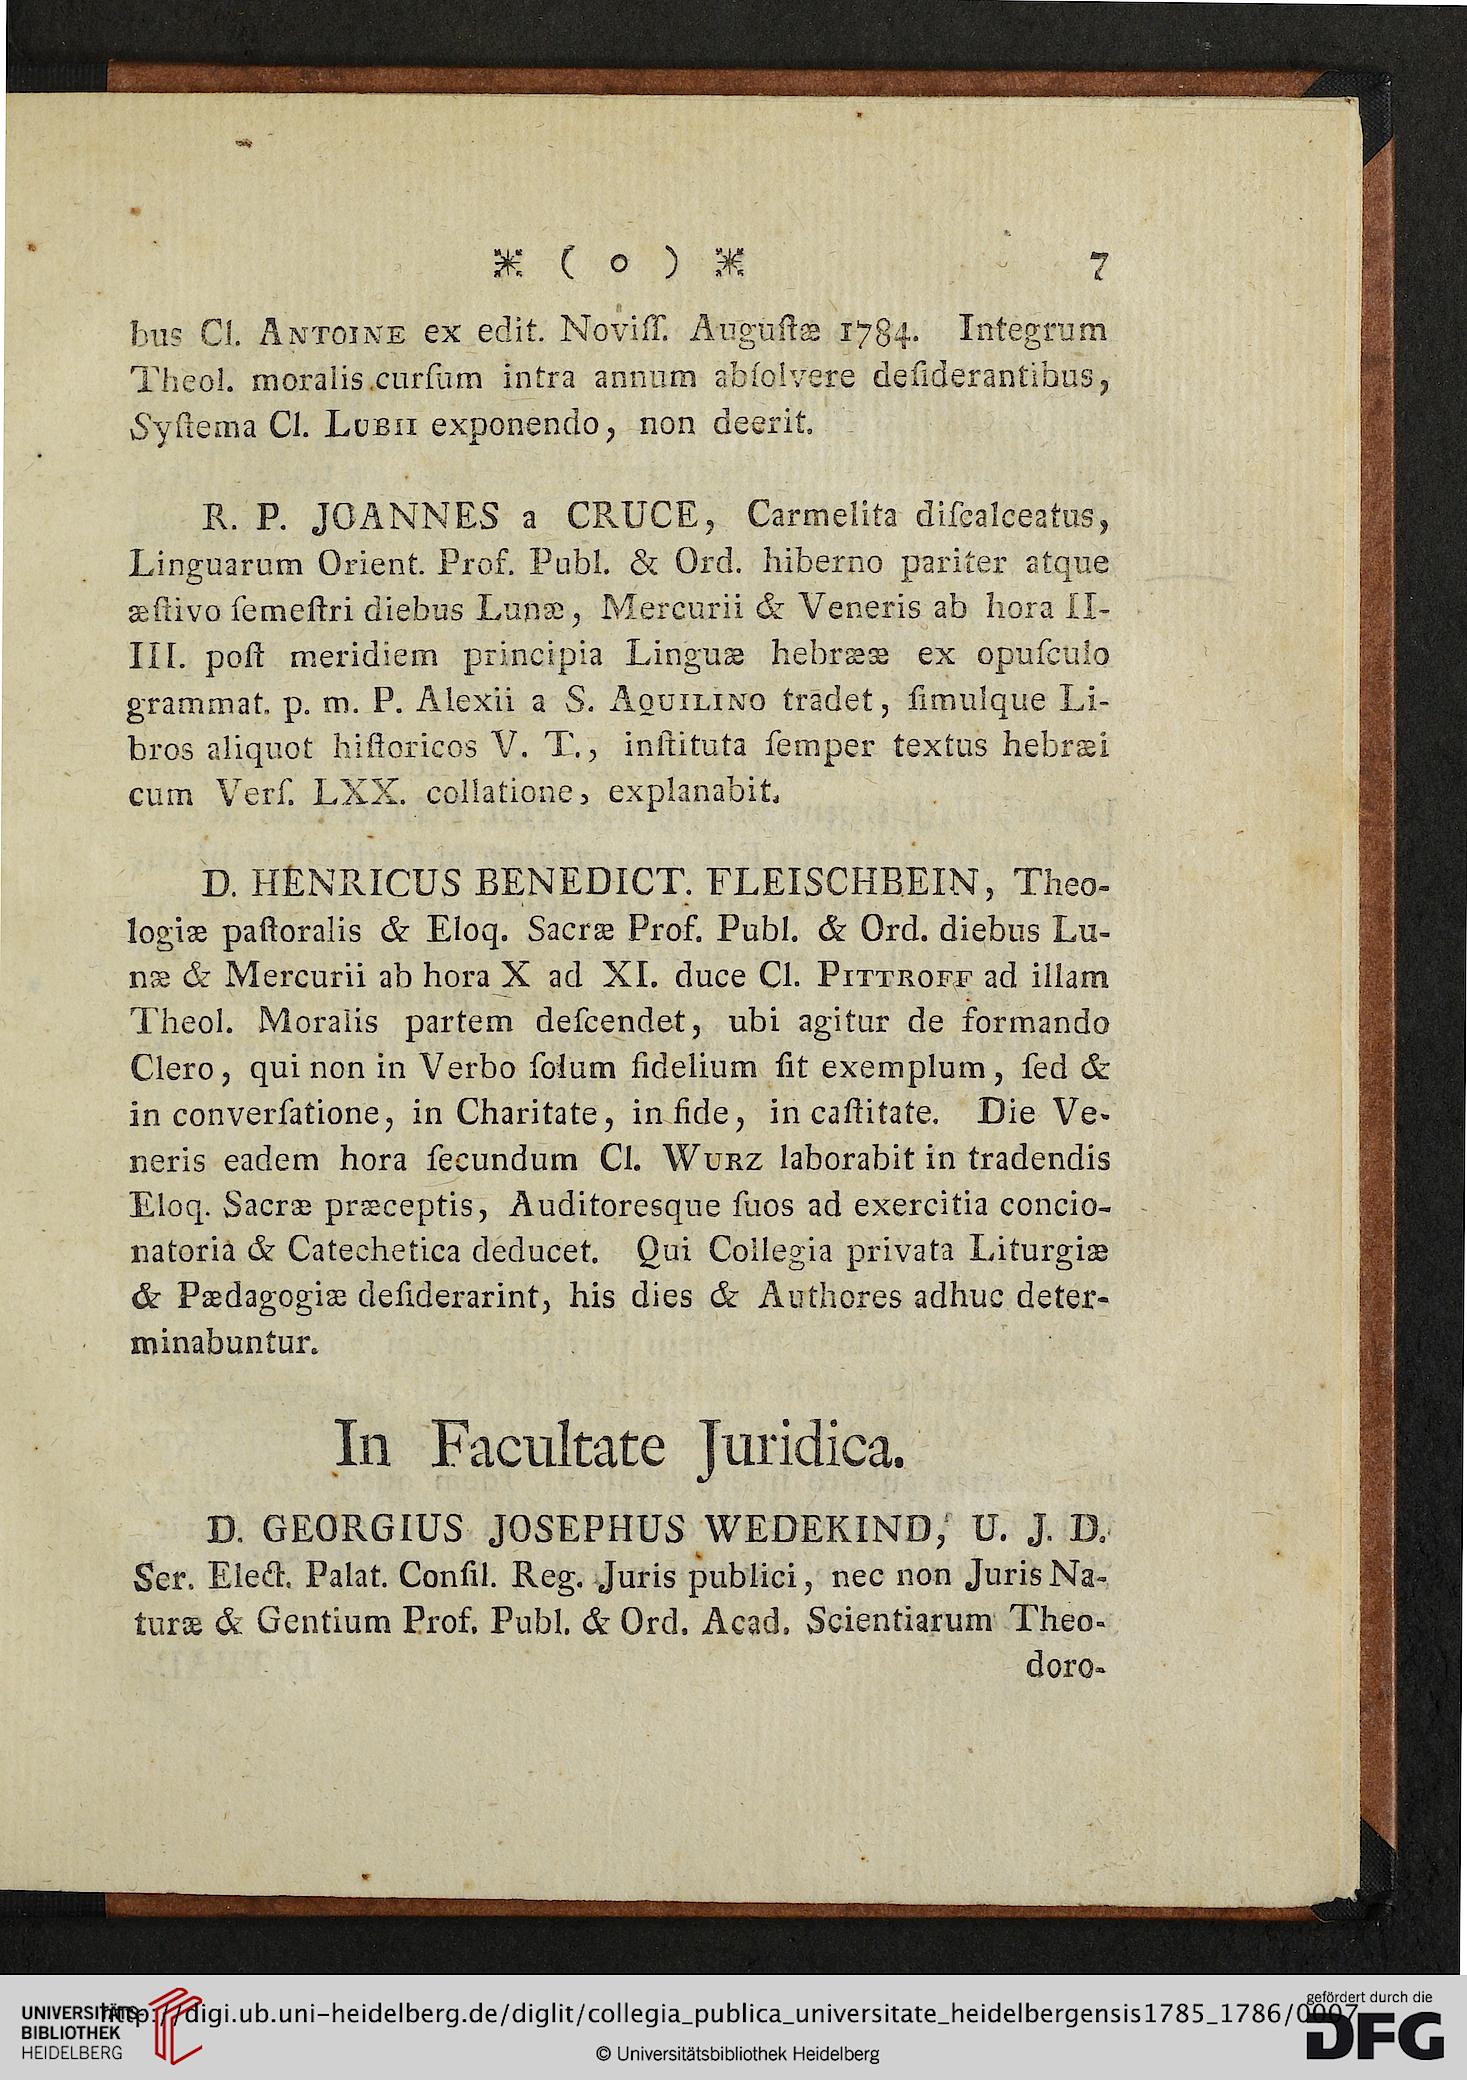 ※ ( o ) ※ 7
bus Cl. ANTOINE ex edit. Noviſſ. Auguſtæ 1784. Integrum
Theol. moralis curſum intra annum abſolvere deſiderantibus,
Syſtema Cl. LUBII exponendo, non deerit.
R. P. JOANNES a CRUCE, Carmelita diſcalceatus,
Linguarum Orient. Prof. Publ. & Ord. hiberno pariter atque
æſtivo ſemeſtri diebus Lunæ, Mercurii & Veneris ab hora II-
III. poſt meridiem principia Linguæ hebrææ ex opuſculo
grammat. p. m. P. Alexii a S. AQUILINO tradet, ſimulque Li-
bros aliquot hiſtoricos V. T., inſtituta ſemper textus hebræi
cum Verſ. LXX. collatione, explanabit.
D. HENRICUS BENEDICT. FLEISCHBEIN, Theo-
logiæ paſtoralis & Eloq. Sacræ Prof. Publ. & Ord. diebus Lu-
næ & Mercurii ab hora X ad XI. duce Cl. PITTROFF ad illam
Theol. Moralis partem deſcendet, ubi agitur de formando
Clero, qui non in Verbo ſolum fidelium ſit exemplum, ſed &
in converſatione, in Charitate, in fide, in caſtitate. Die Ve-
neris eadem hora ſecundum Cl. WURZ laborabit in tradendis
Eloq. Sacræ præceptis, Auditoresque ſuos ad exercitia concio-
natoria & Catechetica deducet. Qui Collegia privata Liturgiæ
& Pædagogiæ deſiderarint, his dies & Authores adhuc deter-
minabuntur.
In Facultate Juridica.
D. GEORGIUS JOSEPHUS WEDEKIND, U. J. D.
Ser. Elect. Palat. Conſil. Reg. Juris publici, nec non Juris Na-
turæ & Gentium Prof. Publ. & Ord. Acad. Scientiarum Theo-
doro-
UNIVERSITÄTS
BIBLIOTHEK
HEIDELBERG
http://digi.ub.uni-heidelberg.de/diglit/collegia_publica_universitate_heidelbergensis1785_1786/0007
© Universitätsbibliothek Heidelberg
gefördert durch die
DFG